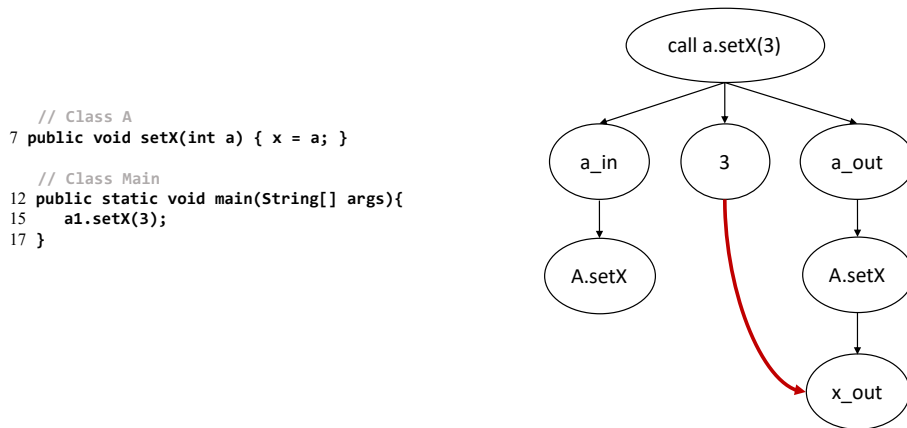 // Class A
7 public void setX(int a) { x = a; }
// Class Main
12 public static void main(String[] args){
15 a1.setX(3);
17 }
call a.setX(3)
a_in
3
a_out
A.setX
A.setX
x_out